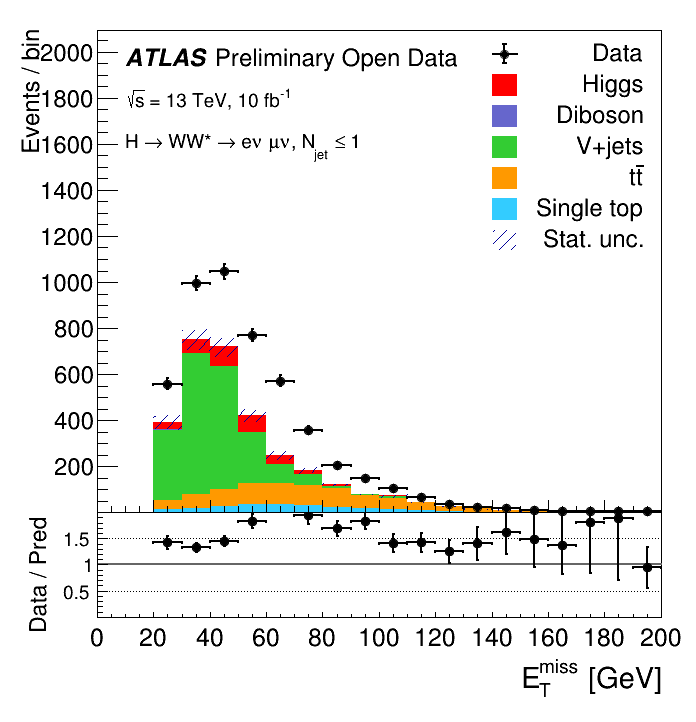 ATLAS Preliminary Open Data
√s = 13 TeV, 10 fb⁻¹
H → WW* → eν μν, N_jet ≤ 1
Data
Higgs
Diboson
V+jets
tt̄
Single top
Stat. unc.
Events / bin
2000
1800
1600
1400
1200
1000
800
600
400
200
Data / Pred
1.5
1
0.5
0 20 40 60 80 100 120 140 160 180 200
E_T^miss [GeV]